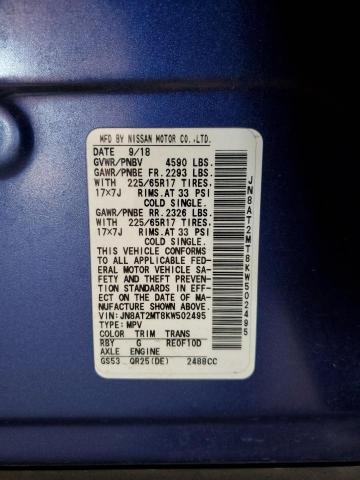 MFD BY NISSAN MOTOR CO.,LTD.
DATE 9/18
GVWR/PNBV 4590 LBS.
GAWR/PNBE FR.2293 LBS.
WITH 225/65R17 TIRES,
17×7J RIMS.AT 33 PSI
COLD SINGLE.
GAWR/PNBE RR.2326 LBS.
WITH 225/65R17 TIRES,
17×7J RIMS.AT 33 PSI
COLD SINGLE.
THIS VEHICLE CONFORMS
TO ALL APPLICABLE FED-
ERAL MOTOR VEHICLE SA-
FETY AND THEFT PREVEN-
TION STANDARDS IN EFF-
ECT ON THE DATE OF MA-
NUFACTURE SHOWN ABOVE.
VIN:JN8AT2MT8KW502495
TYPE:MPV
COLOR TRIM TRANS
RBY G RE0F10D
AXLE ENGINE
GS53 QR25(DE) 2488CC
JN8AT2MT8KW502495